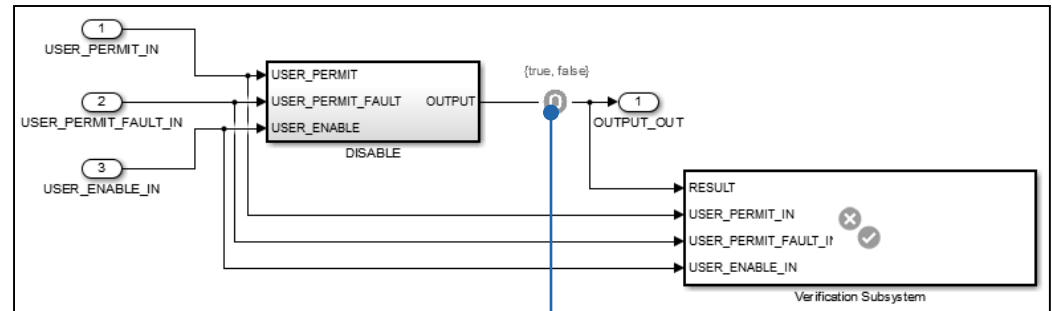 1
USER_PERMIT_IN
2
USER_PERMIT_FAULT_IN
3
USER_ENABLE_IN
USER_PERMIT
USER_PERMIT_FAULT
USER_ENABLE
OUTPUT
DISABLE
{true, false}
1
OUTPUT_OUT
RESULT
USER_PERMIT_IN
USER_PERMIT_FAULT_I
USER_ENABLE_IN
Verification Subsystem